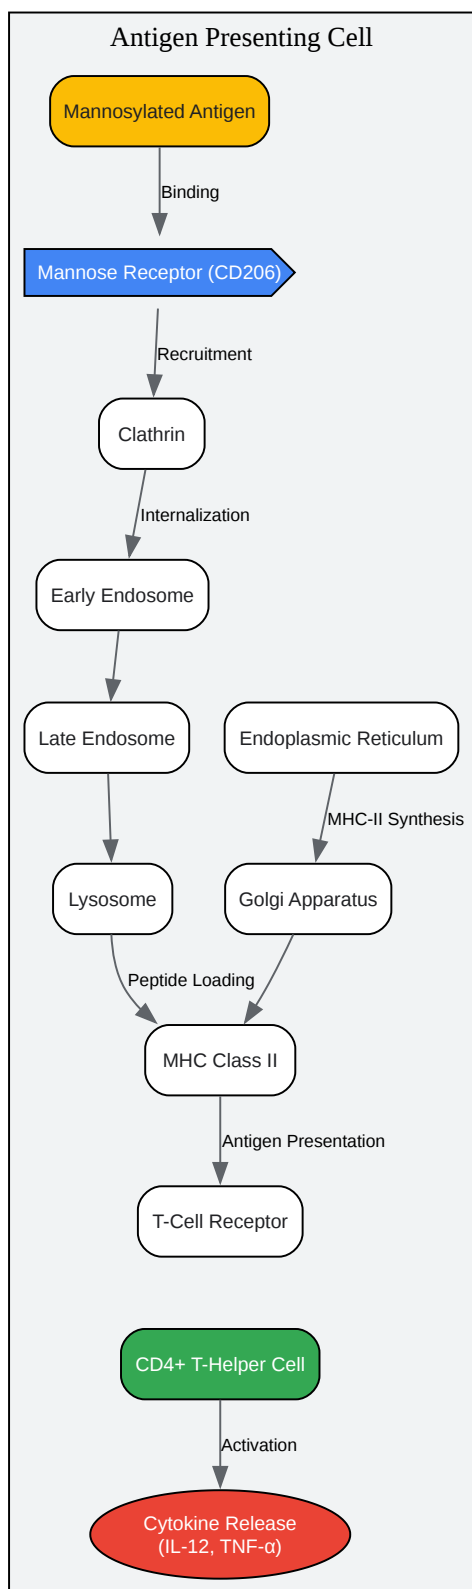 Antigen Presenting Cell
Mannosylated Antigen
Binding
Mannose Receptor (CD206)
Recruitment
Clathrin
Internalization
Early Endosome
Late Endosome
Endoplasmic Reticulum
MHC-II Synthesis
Lysosome
Golgi Apparatus
Peptide Loading
MHC Class II
Antigen Presentation
T-Cell Receptor
CD4+ T-Helper Cell
Activation
Cytokine Release
(IL-12, TNF-α)